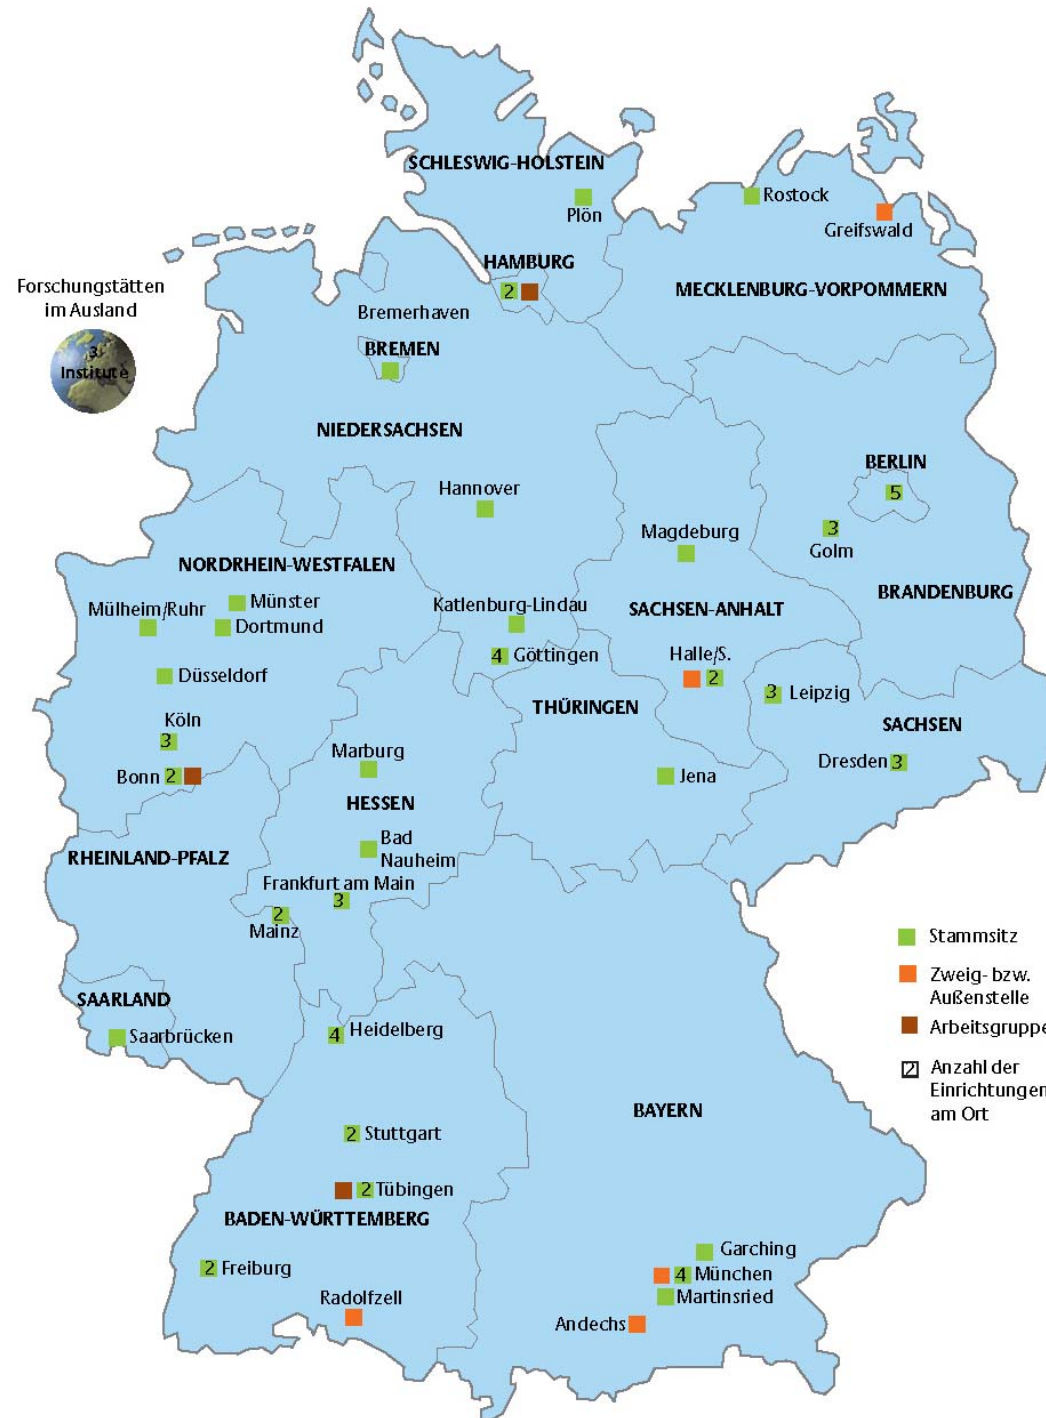 SCHLESWIG-HOLSTEIN
Plön
Rostock
Greifswald
HAMBURG
2
MECKLENBURG-VORPOMMERN
Forschungstätten
im Ausland
3
Institute
Bremerhaven
BREMEN
NIEDERSACHSEN
BERLIN
5
Hannover
3
Golm
Magdeburg
NORDRHEIN-WESTFALEN
BRANDENBURG
Münster
Mülheim/Ruhr
Dortmund
Katlenburg-Lindau
SACHSEN-ANHALT
4 Göttingen
Halle/S.
2
Düsseldorf
3 Leipzig
THÜRINGEN
SACHSEN
Köln
3
Marburg
Dresden 3
Bonn 2
Jena
HESSEN
Bad
Nauheim
RHEINLAND-PFALZ
Frankfurt am Main
3
2
Mainz
Stammsitz
Zweig- bzw.
Außenstelle
Arbeitsgruppe
2 Anzahl der
Einrichtungen
am Ort
SAARLAND
Saarbrücken
4 Heidelberg
BAYERN
2 Stuttgart
2 Tübingen
BADEN-WÜRTTEMBERG
Garching
2 Freiburg
4 München
Martinsried
Radolfzell
Andechs